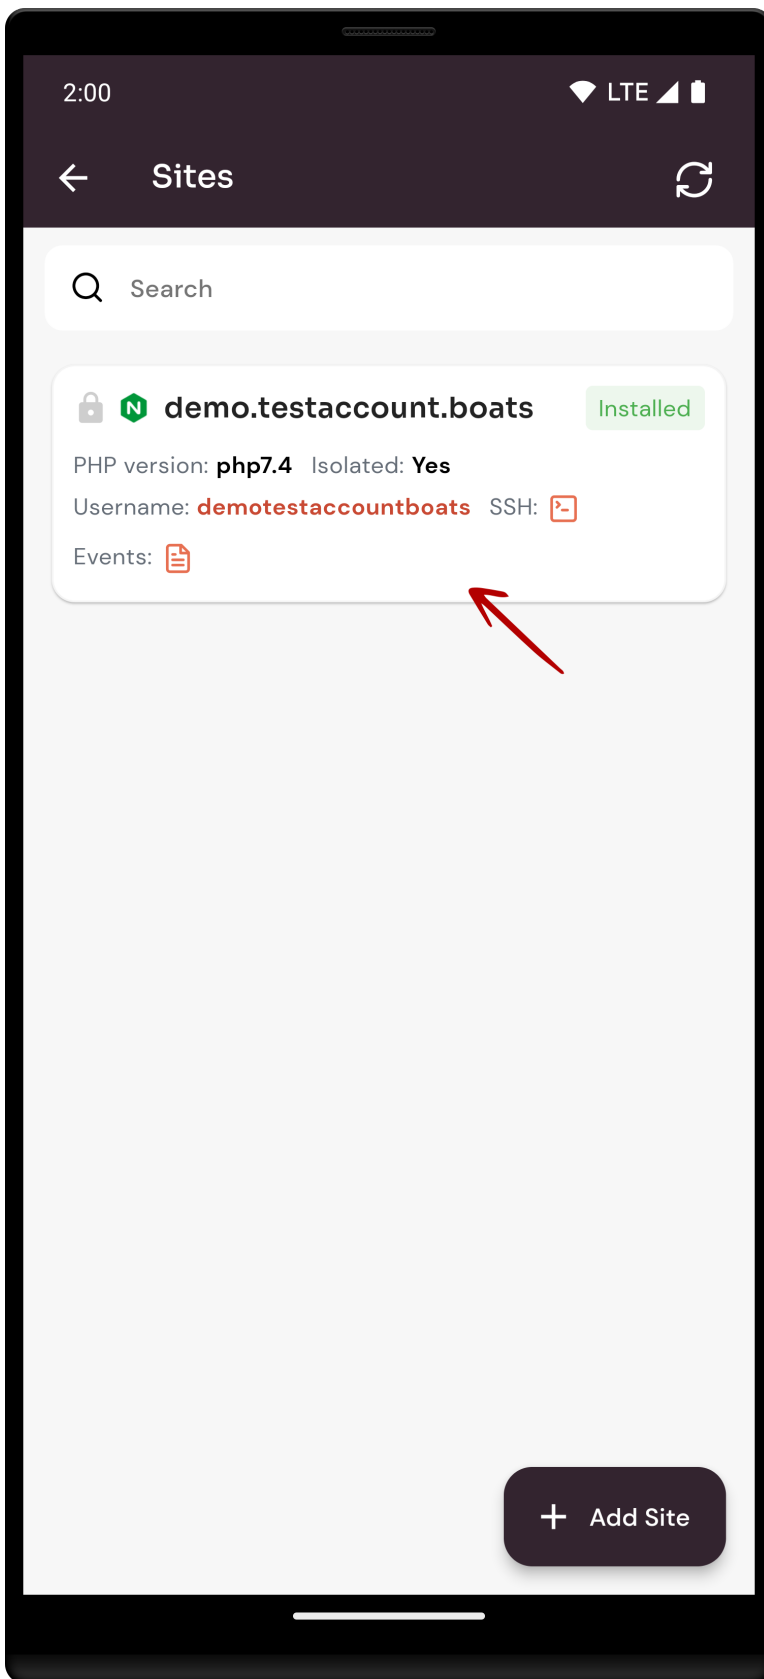 2:00
LTE
Sites
Search
N demo.testaccount.boats Installed
PHP version: php7.4 Isolated: Yes
Username: demotestaccountboats SSH:
Events:
+ Add Site